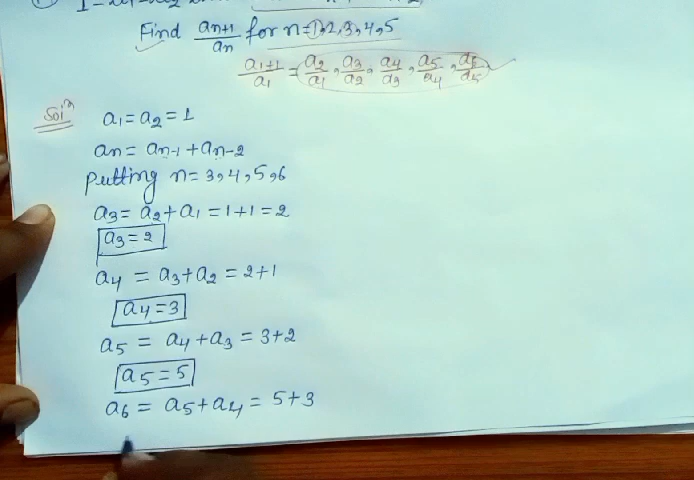 Find an+1/an for n=1,2,3,4,5
a1+1/a1 = a2/a1, a3/a2, a4/a3, a5/a4, a6/a5
Solⁿ
a1=a2=1
an= an-1+an-2
Putting n=3,4,5,6
a3= a2+a1=1+1=2
a3=2
a4 = a3+a2=2+1
a4=3
a5 = a4+a3=3+2
a5=5
a6= a5+a4=5+3